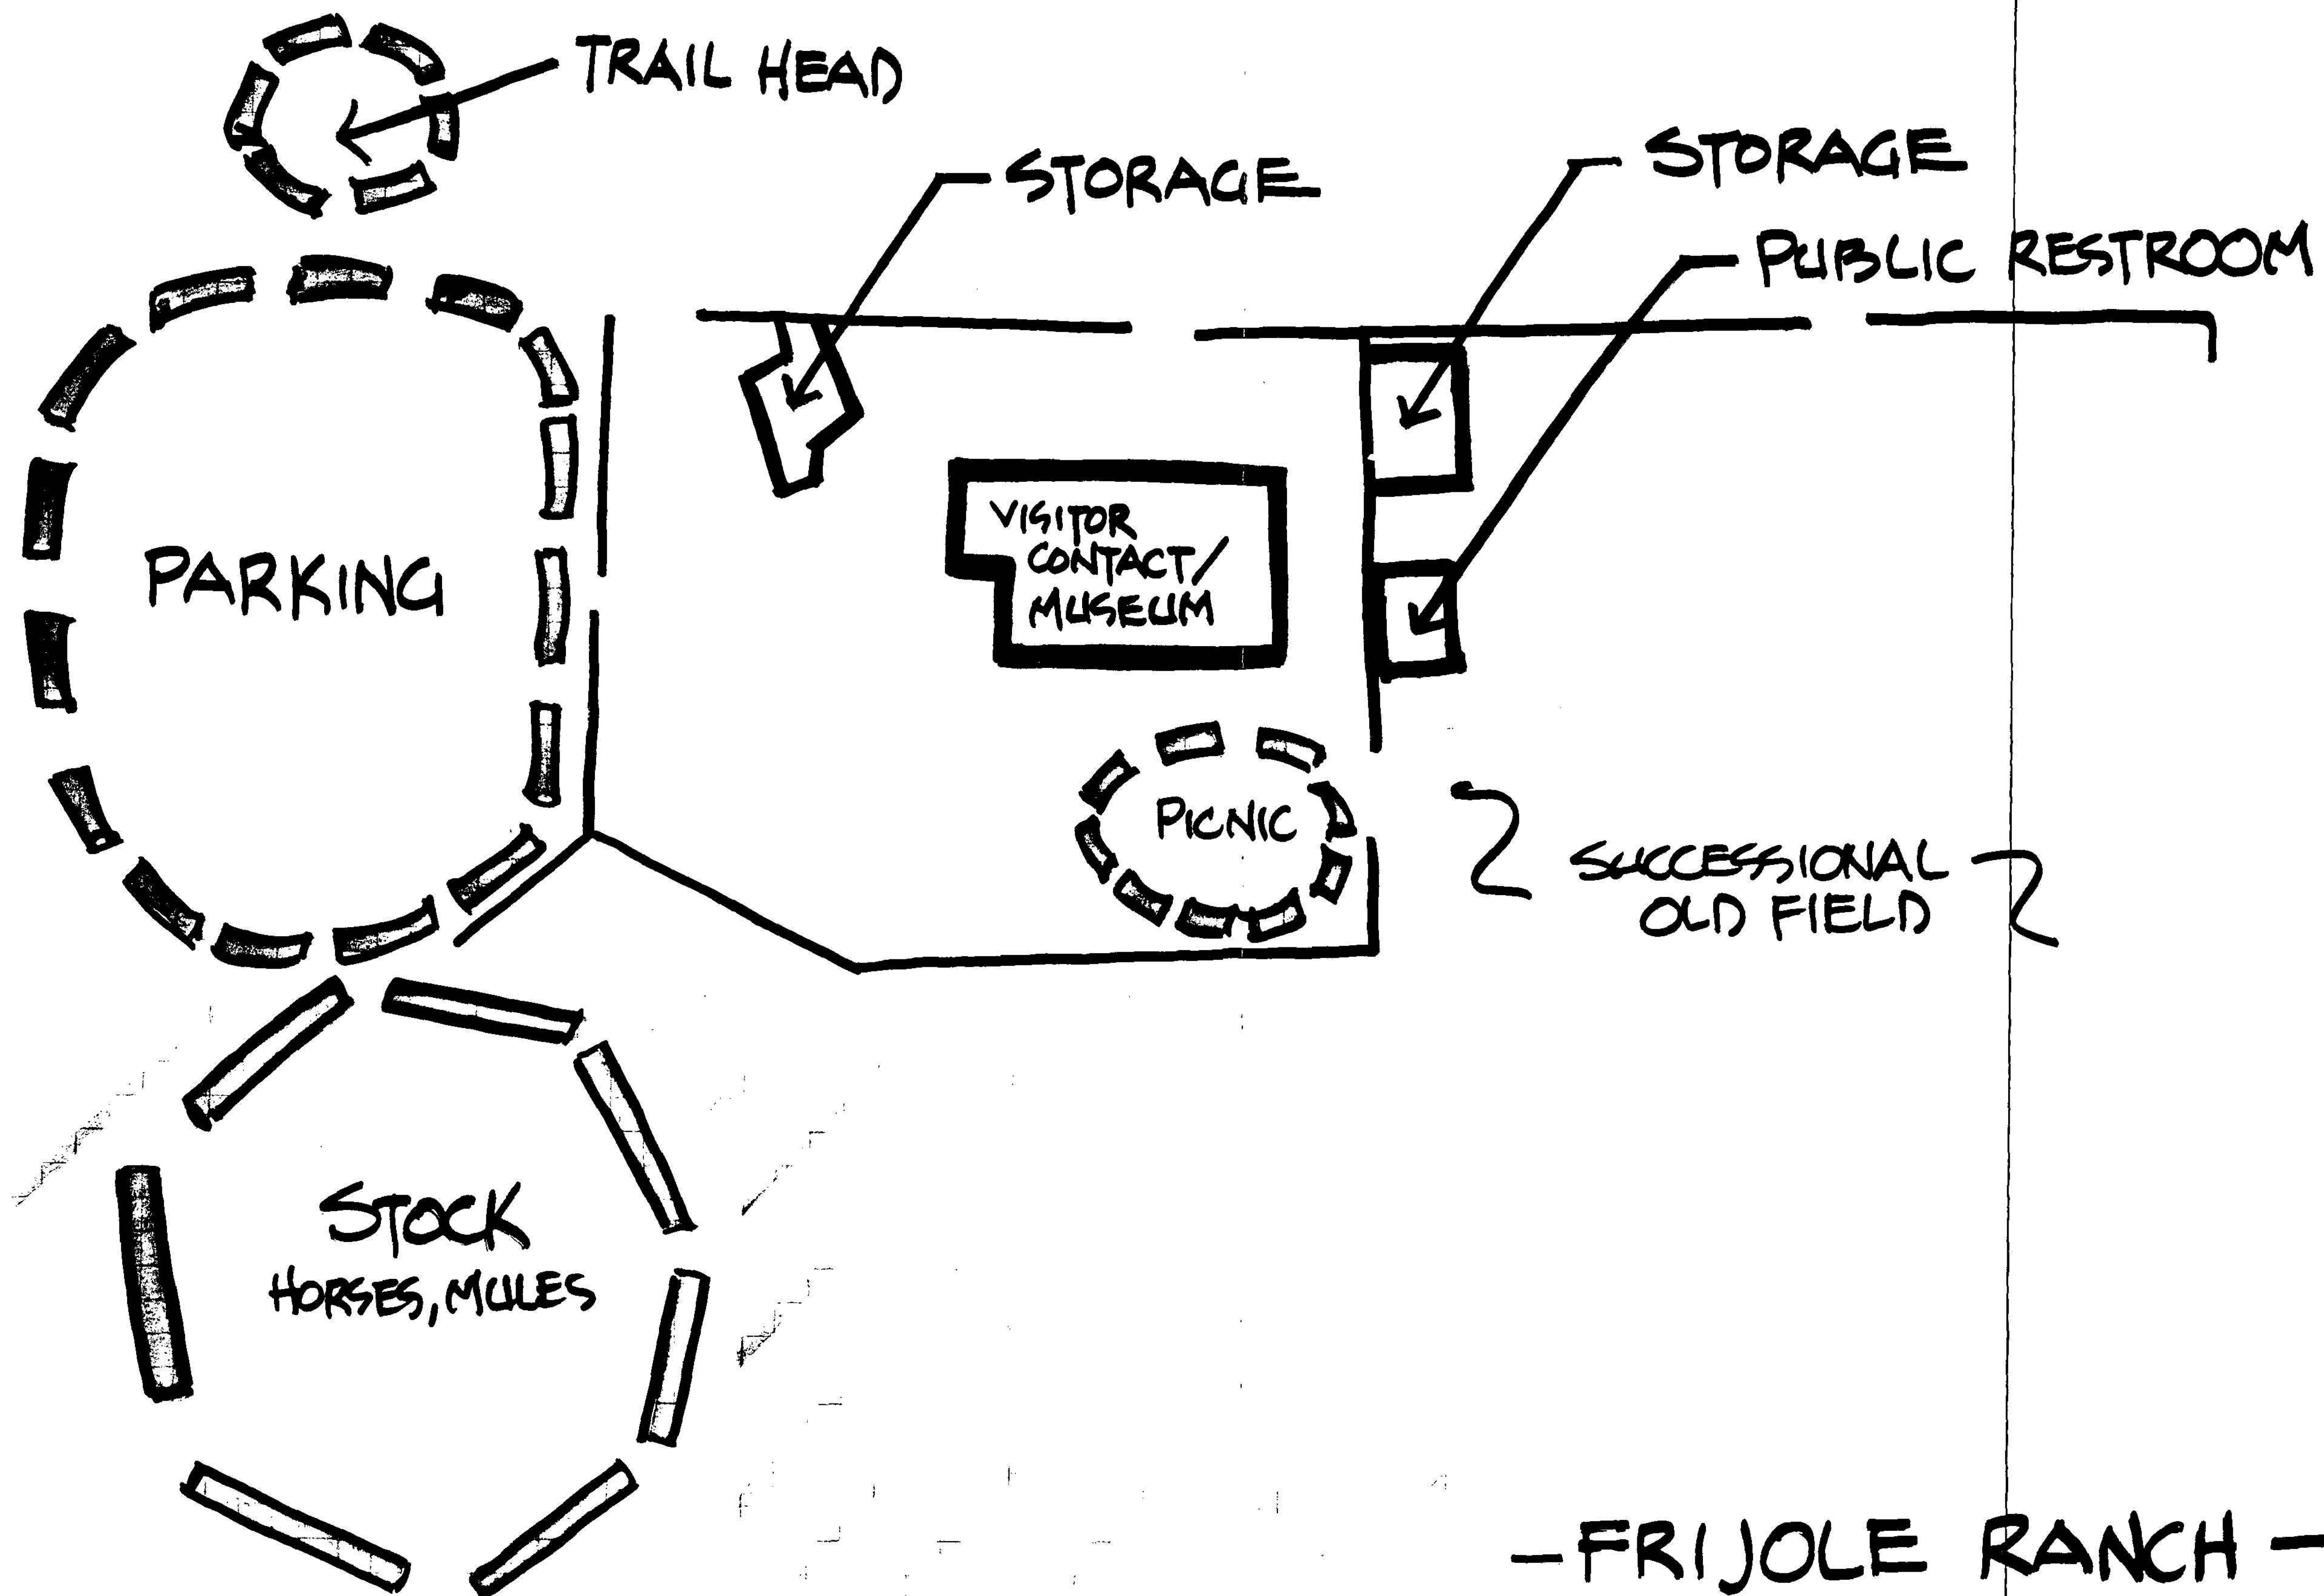 TRAIL HEAD
STORAGE
STORAGE
PUBLIC RESTROOM
VISITOR
CONTACT/
MUSEUM
PARKING
PICNIC
SUCCESSIONAL
OLD FIELD
STOCK
HORSES, MULES
-FRIJOLE RANCH-